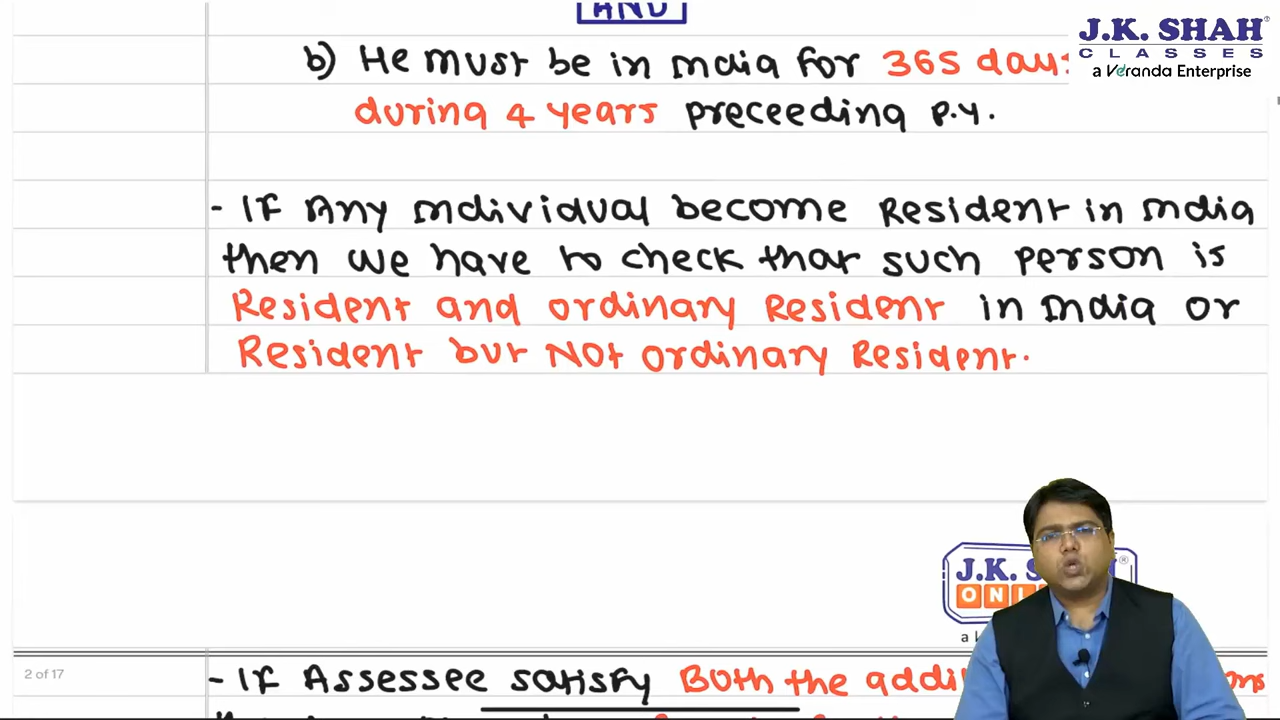 AND
J.K. SHAH®
CLASSES
a Veranda Enterprise
b) He must be in India for 365 days
during 4 years preceeding p.y.
- If Any Individual become Resident in India
then we have to check that such person is
Resident and ordinary Resident in India or
Resident but Not ordinary Resident.
J.K.
®
2 of 17
- If Assessee satisfy Both the